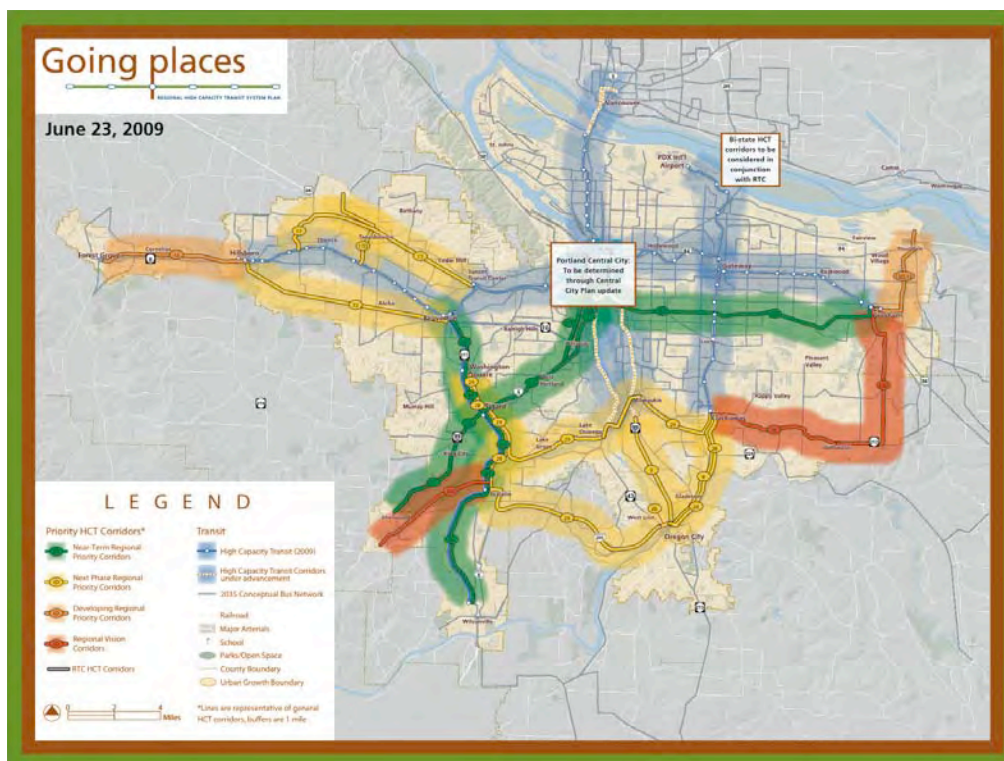 Going places
REGIONAL HIGH CAPACITY TRANSIT SYSTEM PLAN
June 23, 2009
Bi-state HCT
corridors to be
considered in
conjunction
with RTC
PDX Int'l
Airport
St. Johns
Camas
Washougal
Bethany
Fairview
Wood
Village
Forest Grove
Cornelius
Hillsboro
Orenco
Tanasbourne
Cedar Mill
Sunset
Transit Center
Aloha
Beaverton
Raleigh Hills
Portland Central City:
To be determined
through Central
City Plan update
Hollywood
Gateway
Rockwood
Washington
Square
Pleasant
Valley
Happy Valley
Murray Hill
Tigard
King City
Lake
Grove
Lake
Oswego
Milwaukie
Clackamas
Gladstone
West Linn
Oregon City
Wilsonville
LEGEND
Priority HCT Corridors*
Near-Term Regional
Priority Corridors
Next Phase Regional
Priority Corridors
Developing Regional
Priority Corridors
Regional Vision
Corridors
RTC HCT Corridors
0 2 4
Miles
Transit
High Capacity Transit (2009)
High Capacity Transit Corridors
under advancement
2035 Conceptual Bus Network
Railroad
Major Arterials
School
Parks/Open Space
County Boundary
Urban Growth Boundary
*Lines are representative of general
HCT corridors, buffers are 1 mile